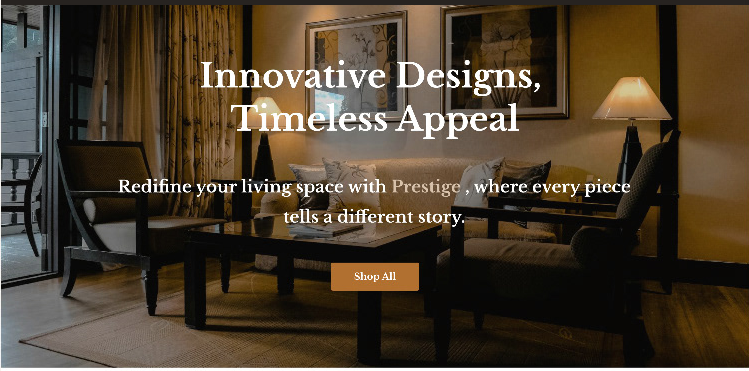 Innovative Designs,
Timeless Appeal
Redifine your living space with Prestige , where every piece
tells a different story.
Shop All